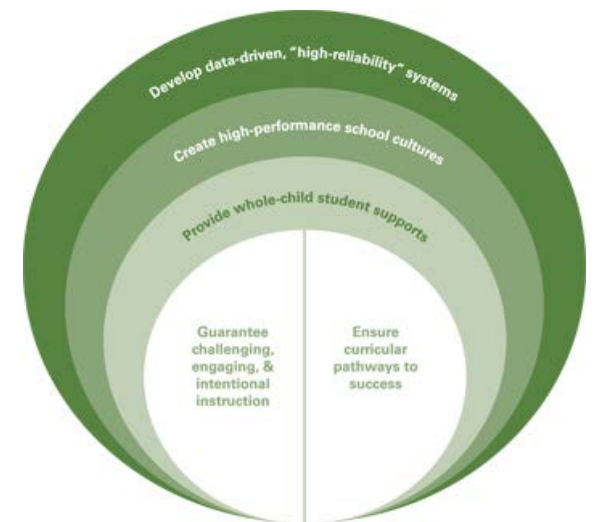 Develop data-driven, "high-reliability" systems
Create high-performance school cultures
Provide whole-child student supports
Guarantee
challenging,
engaging, &
intentional
instruction
Ensure
curricular
pathways to
success